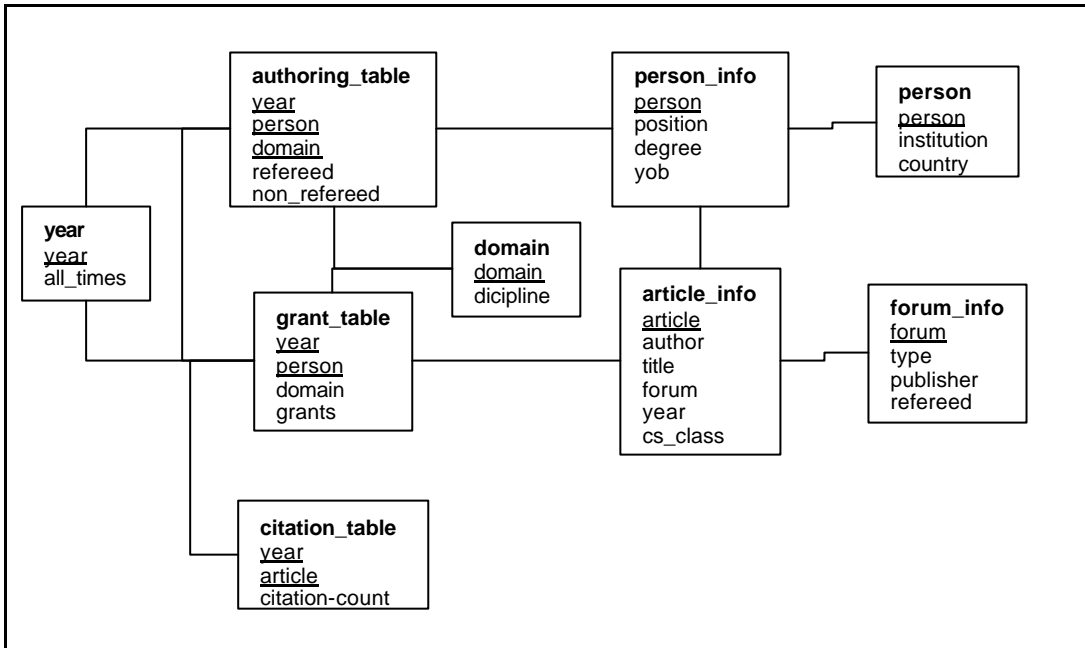 authoring_table
year
person
domain
refereed
non_refereed
person_info
person
position
degree
yob
person
person
institution
country
year
year
all_times
domain
domain
dicipline
grant_table
year
person
domain
grants
article_info
article
author
title
forum
year
cs_class
forum_info
forum
type
publisher
refereed
citation_table
year
article
citation-count